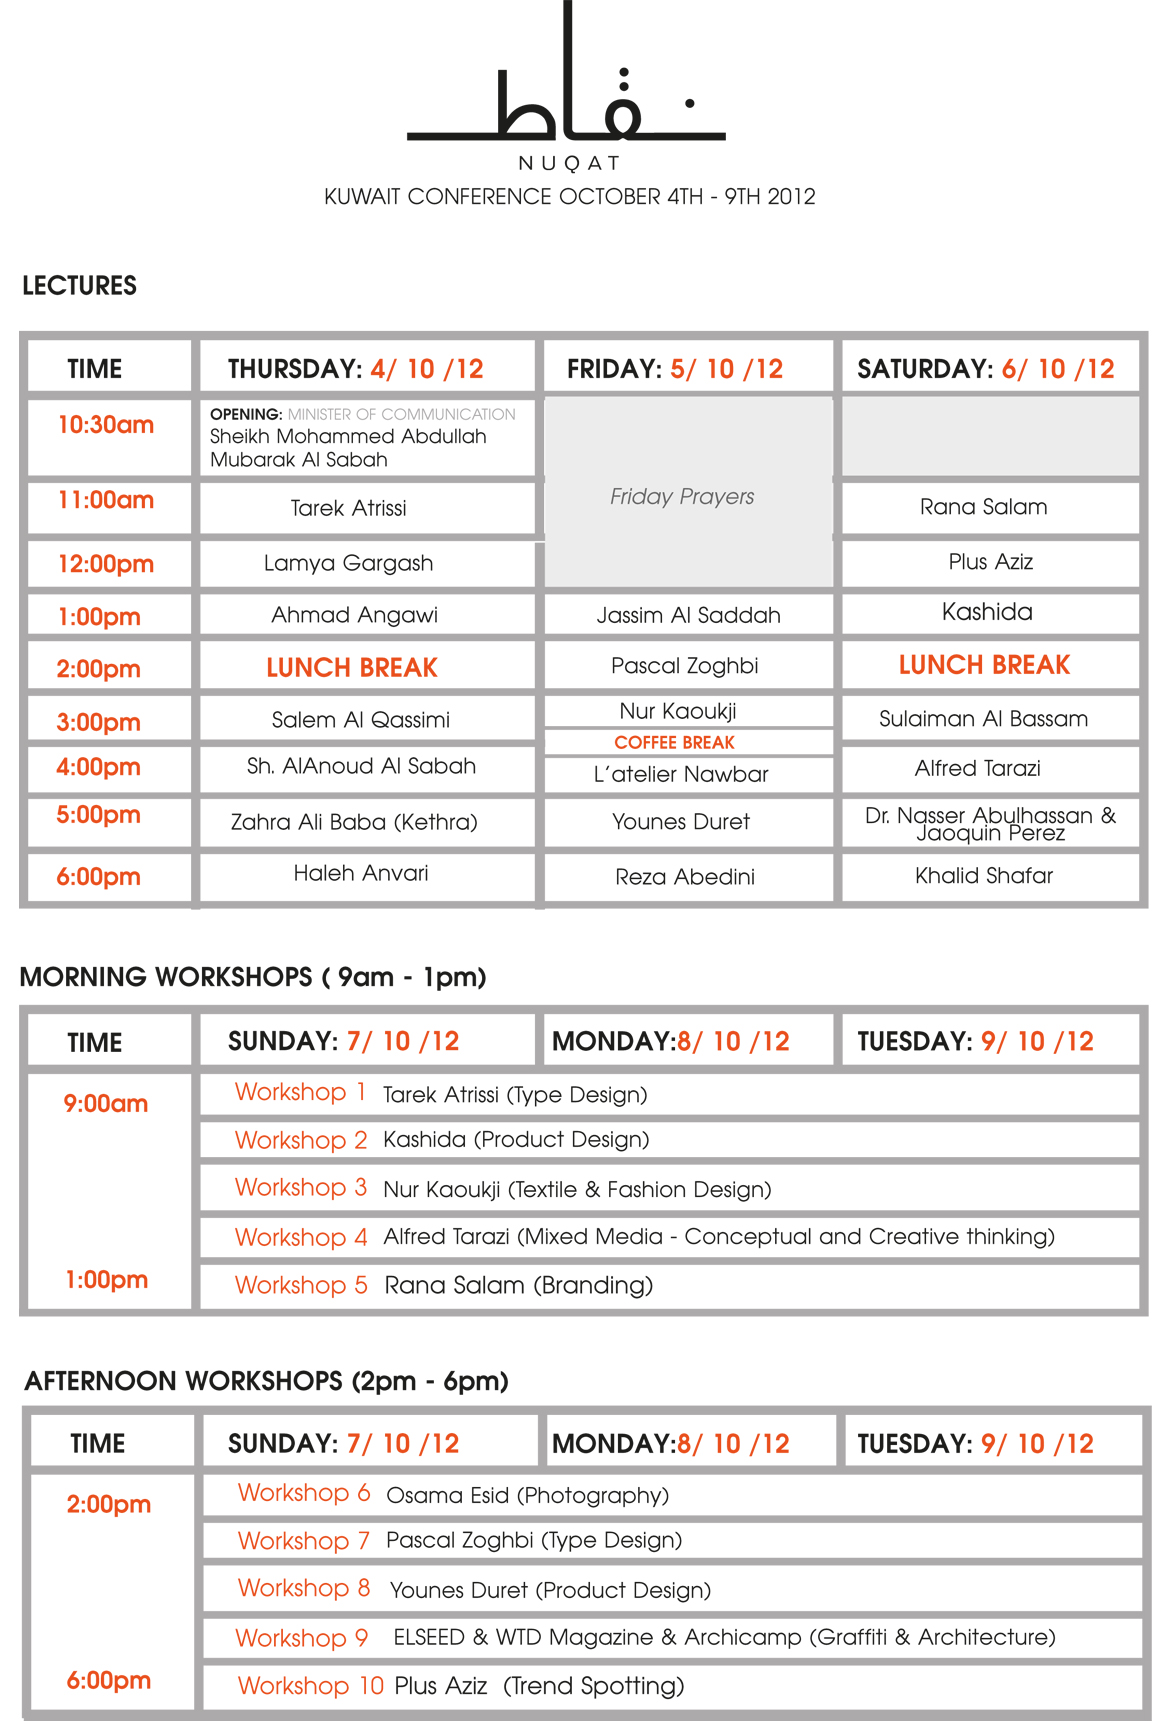 نقاط
NUQAT
KUWAIT CONFERENCE OCTOBER 4TH - 9TH 2012
LECTURES
TIME THURSDAY: 4/ 10 /12 FRIDAY: 5/ 10 /12 SATURDAY: 6/ 10 /12
10:30am OPENING: MINISTER OF COMMUNICATION
Sheikh Mohammed Abdullah
Mubarak Al Sabah
Friday Prayers
11:00am Tarek Atrissi Rana Salam
12:00pm Lamya Gargash Plus Aziz
1:00pm Ahmad Angawi Jassim Al Saddah Kashida
2:00pm LUNCH BREAK Pascal Zoghbi LUNCH BREAK
3:00pm Salem Al Qassimi Nur Kaoukji Sulaiman Al Bassam
COFFEE BREAK
4:00pm Sh. AlAnoud Al Sabah L'atelier Nawbar Alfred Tarazi
5:00pm Zahra Ali Baba (Kethra) Younes Duret Dr. Nasser Abulhassan &
Jaoquin Perez
6:00pm Haleh Anvari Reza Abedini Khalid Shafar
MORNING WORKSHOPS ( 9am - 1pm)
TIME SUNDAY: 7/ 10 /12 MONDAY:8/ 10 /12 TUESDAY: 9/ 10 /12
9:00am Workshop 1 Tarek Atrissi (Type Design)
Workshop 2 Kashida (Product Design)
Workshop 3 Nur Kaoukji (Textile & Fashion Design)
Workshop 4 Alfred Tarazi (Mixed Media - Conceptual and Creative thinking)
1:00pm Workshop 5 Rana Salam (Branding)
AFTERNOON WORKSHOPS (2pm - 6pm)
TIME SUNDAY: 7/ 10 /12 MONDAY:8/ 10 /12 TUESDAY: 9/ 10 /12
2:00pm Workshop 6 Osama Esid (Photography)
Workshop 7 Pascal Zoghbi (Type Design)
Workshop 8 Younes Duret (Product Design)
Workshop 9 ELSEED & WTD Magazine & Archicamp (Graffiti & Architecture)
6:00pm Workshop 10 Plus Aziz (Trend Spotting)